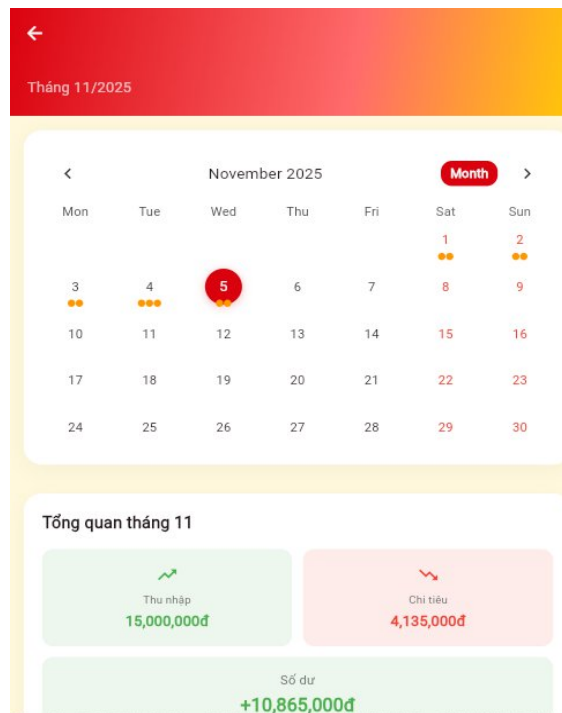 Tháng 11/2025
November 2025 Month
Mon Tue Wed Thu Fri Sat Sun
1 2
3 4 5 6 7 8 9
10 11 12 13 14 15 16
17 18 19 20 21 22 23
24 25 26 27 28 29 30
Tổng quan tháng 11
Thu nhập Chi tiêu
15,000,000đ 4,135,000đ
Số dư
+10,865,000đ